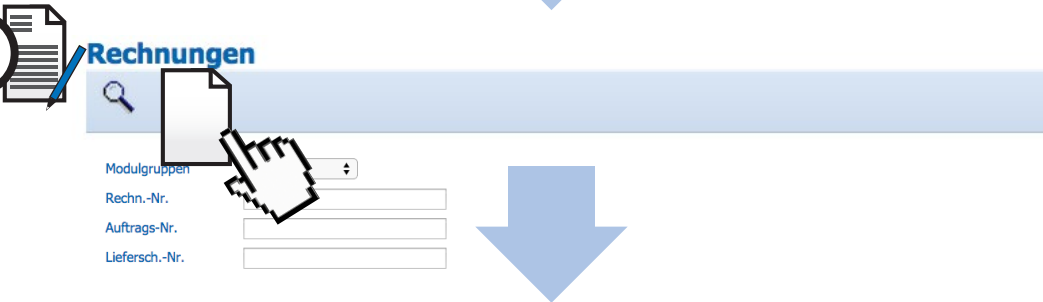 Rechnungen
Modulgruppen
Rechn.-Nr.
Auftrags-Nr.
Liefersch.-Nr.